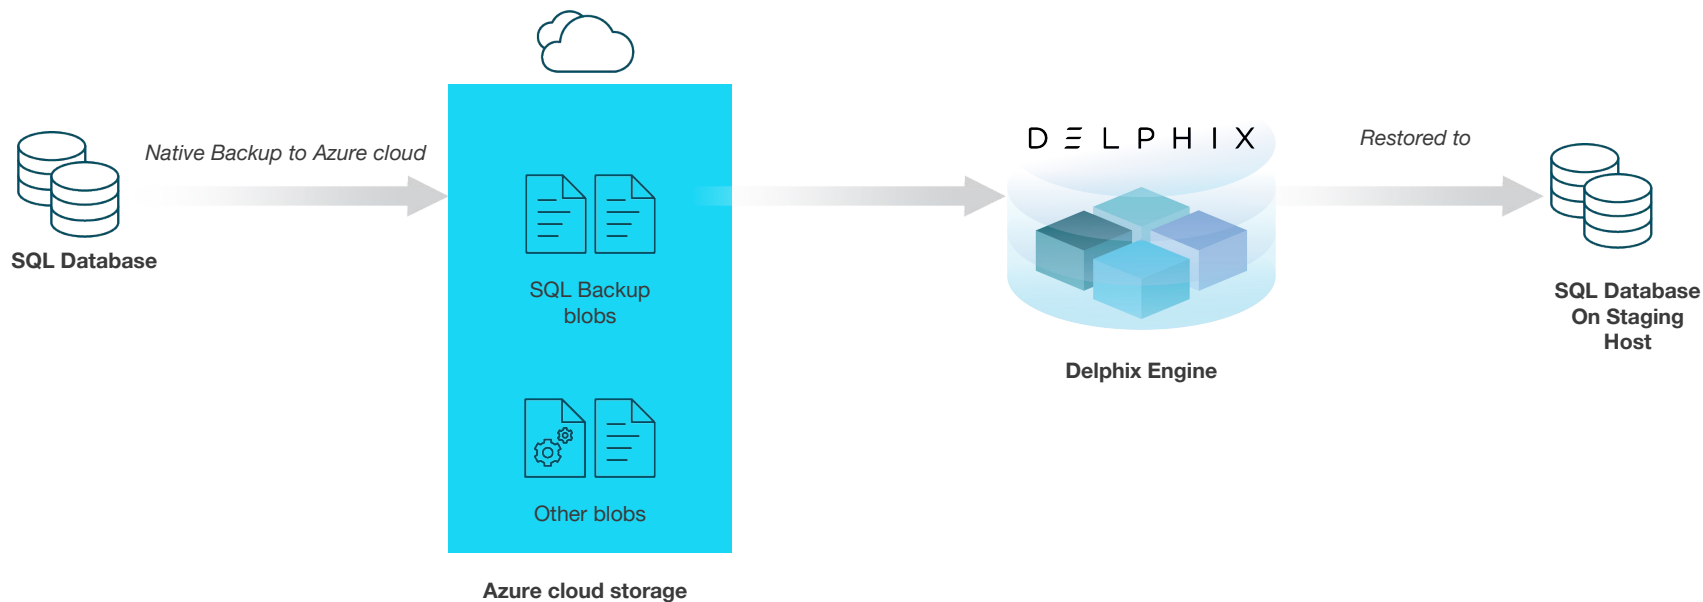 Native Backup to Azure cloud
SQL Database
SQL Backup
blobs
Other blobs
Azure cloud storage
DELPHIX
Delphix Engine
Restored to
SQL Database
On Staging
Host